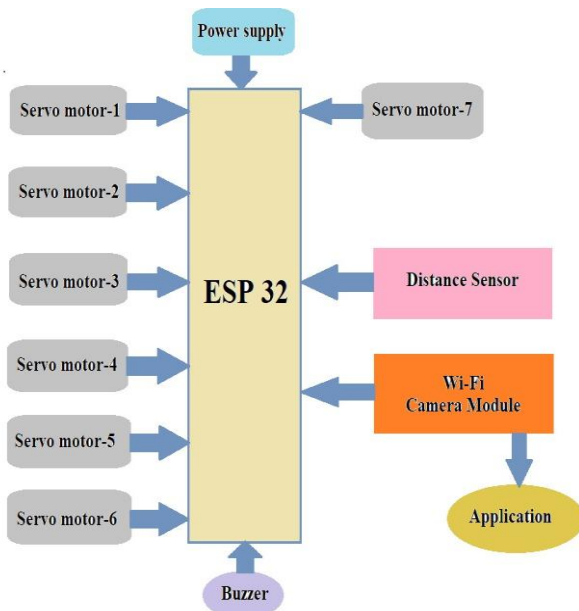 Power supply
Servo motor-1
Servo motor-7
Servo motor-2
Servo motor-3
ESP 32
Distance Sensor
Servo motor-4
Wi-Fi
Camera Module
Servo motor-5
Servo motor-6
Application
Buzzer